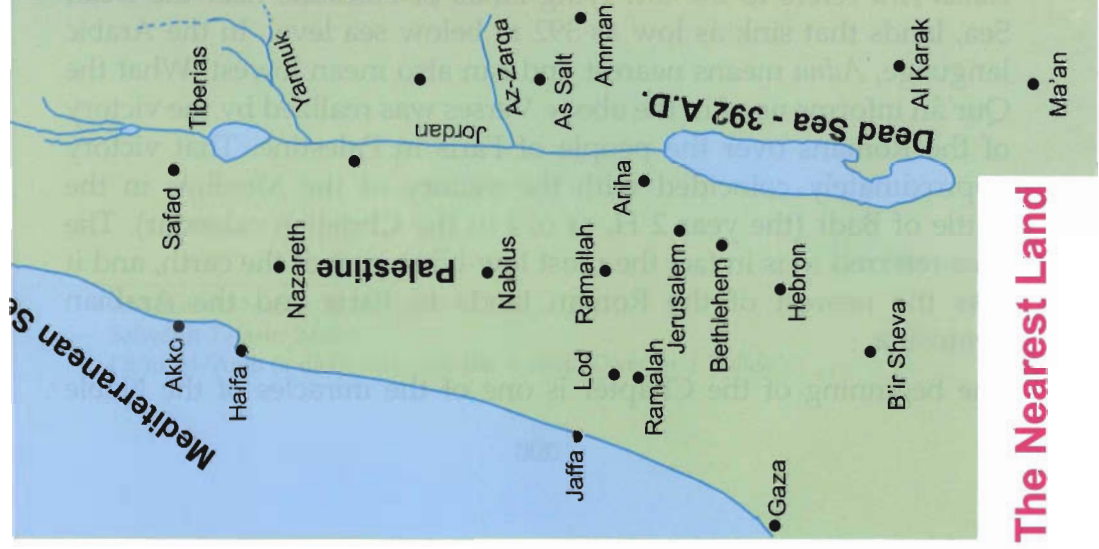 Mediterranean Se
Tiberias
Yarmuk
Safad
Akko
Haifa
Nazareth
Jordan
Palestine
Az-Zarqa
As Salt
Amman
Nablus
Jaffa
Lod
Ramallah
Ramalah
Ariha
Jerusalem
Bethlehem
Dead Sea - 392 A.D.
Hebron
Gaza
B'ir Sheva
Al Karak
Ma'an
The Nearest Land